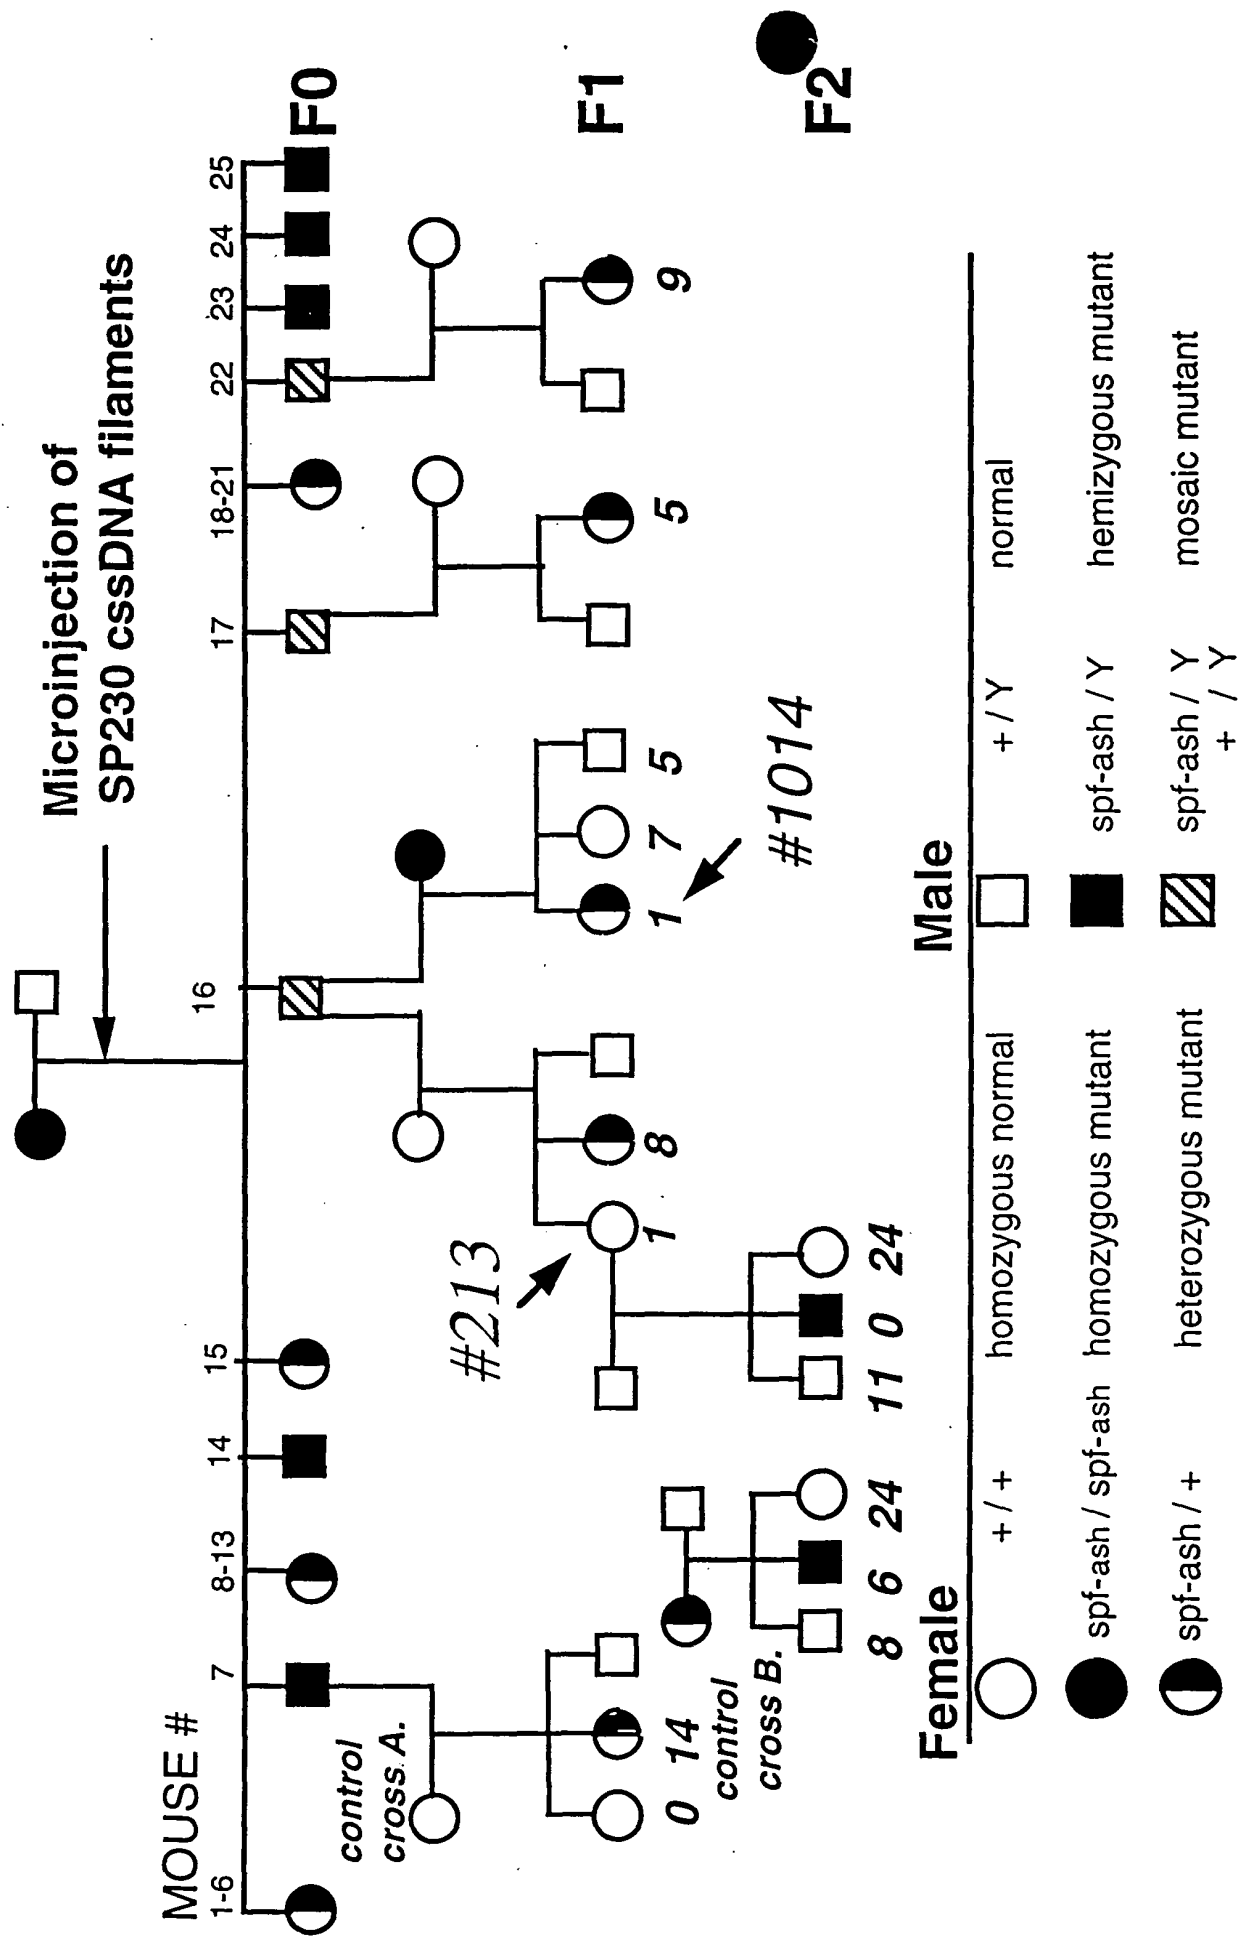 Microinjection of
SP230 cssDNA filaments
MOUSE #
1-6 7 8-13 14 15 16 17 18-21 22 23 24 25
F0
control
cross A.
#213
0 14 1 8 1 7 5 5 9
F1
#1014
control
cross B.
8 6 24 11 0 24
F2
Female Male
+ / + homozygous normal + / Y normal
spf-ash / spf-ash homozygous mutant spf-ash / Y hemizygous mutant
spf-ash / + heterozygous mutant spf-ash / Y mosaic mutant
+ / Y